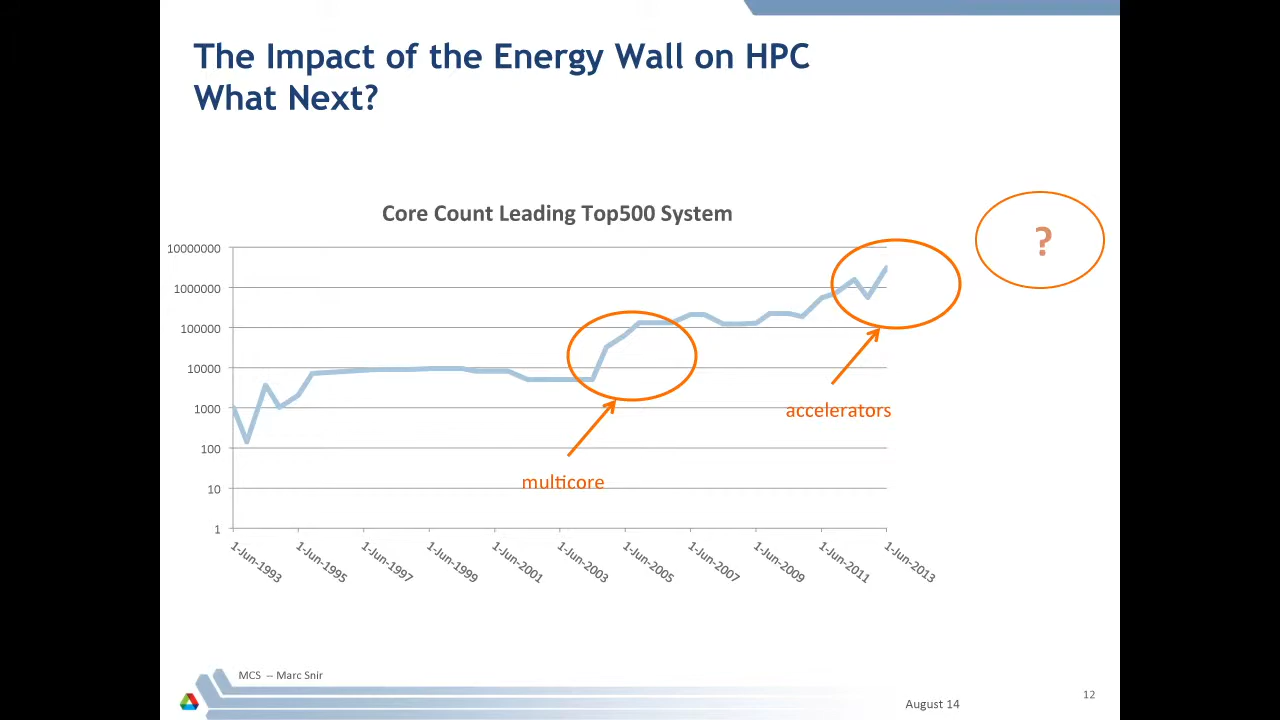 The Impact of the Energy Wall on HPC
What Next?
Core Count Leading Top500 System
?
10000000
1000000
100000
10000
1000
100
10
1
accelerators
multicore
1-Jun-1993
1-Jun-1995
1-Jun-1997
1-Jun-1999
1-Jun-2001
1-Jun-2003
1-Jun-2005
1-Jun-2007
1-Jun-2009
1-Jun-2011
1-Jun-2013
MCS -- Marc Snir
August 14
12